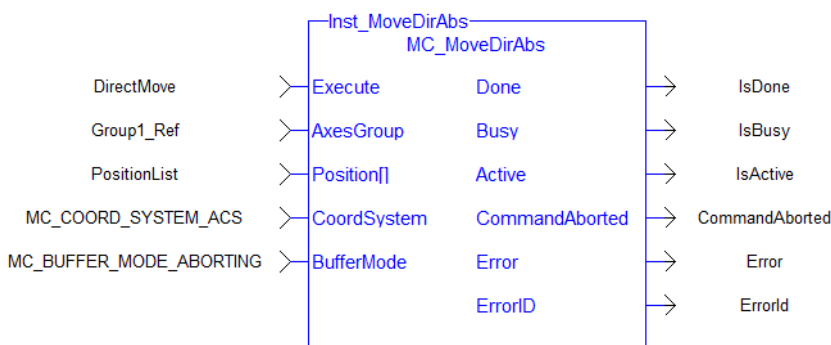 Inst_MoveDirAbs
MC_MoveDirAbs
DirectMove Execute Done IsDone
Group1_Ref AxesGroup Busy IsBusy
PositionList Position[] Active IsActive
MC_COORD_SYSTEM_ACS CoordSystem CommandAborted CommandAborted
MC_BUFFER_MODE_ABORTING BufferMode Error Error
ErrorID ErrorId